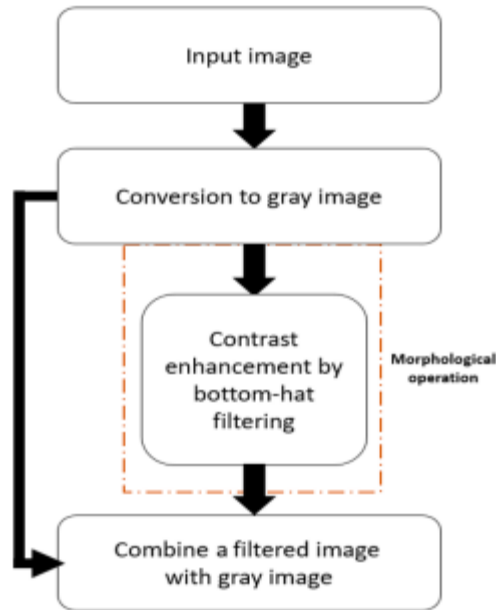 Input image
Conversion to gray image
Contrast
enhancement by
bottom-hat
filtering
Morphological
operation
Combine a filtered image
with gray image